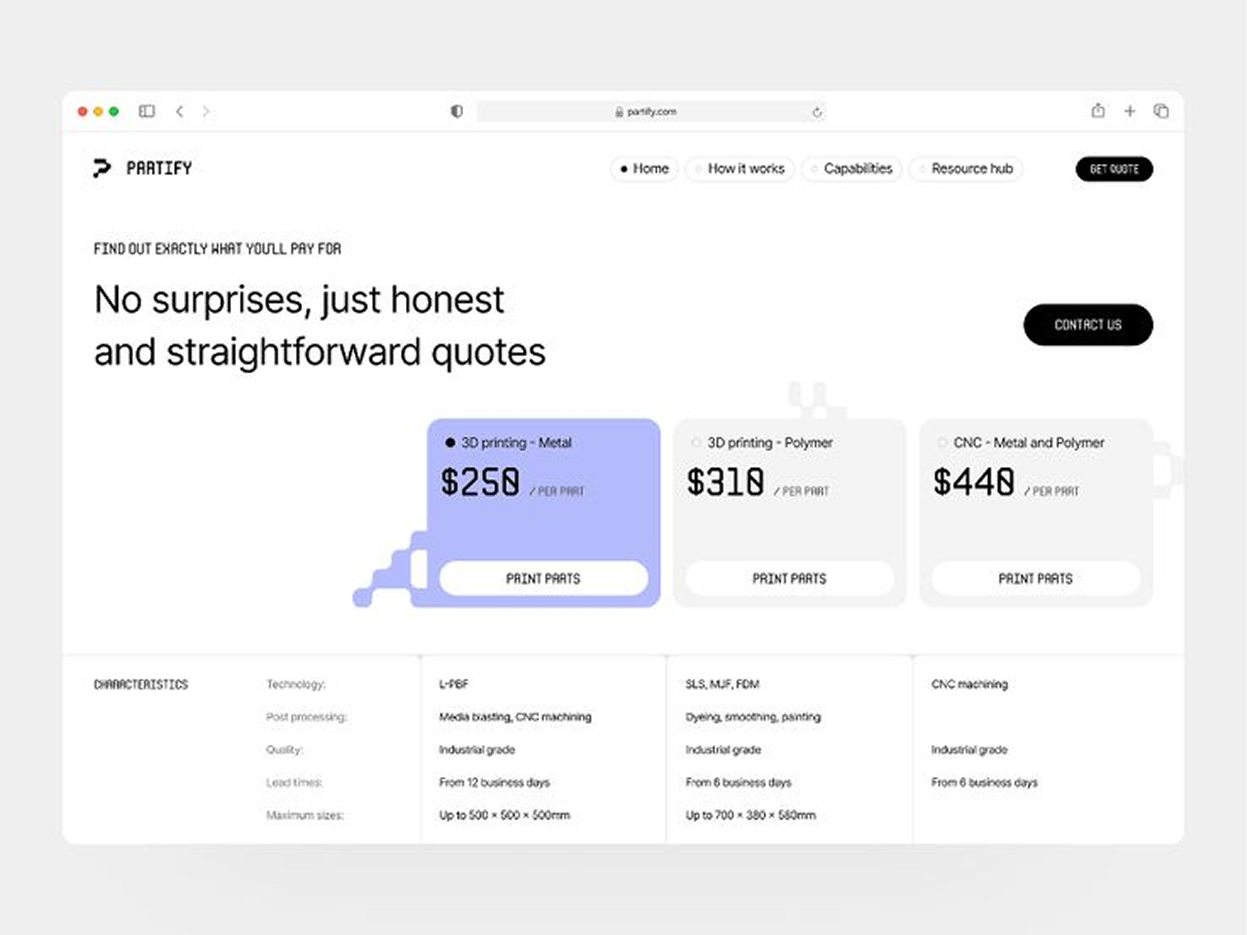 partify.com
PARTIFY
Home
How it works
Capabilities
Resource hub
GET QUOTE
FIND OUT EXACTLY WHAT YOU'LL PAY FOR
No surprises, just honest
and straightforward quotes
CONTACT US
3D printing - Metal
$250 / PER PART
PRINT PARTS
3D printing - Polymer
$310 / PER PART
PRINT PARTS
CNC - Metal and Polymer
$440 / PER PART
PRINT PARTS
CHARACTERISTICS
Technology:
L-PBF
SLS, MJF, FDM
CNC machining
Post processing:
Media blasting, CNC machining
Dyeing, smoothing, painting
Quality:
Industrial grade
Industrial grade
Industrial grade
Lead times:
From 12 business days
From 6 business days
From 6 business days
Maximum sizes:
Up to 500 × 500 × 500mm
Up to 700 × 380 × 580mm